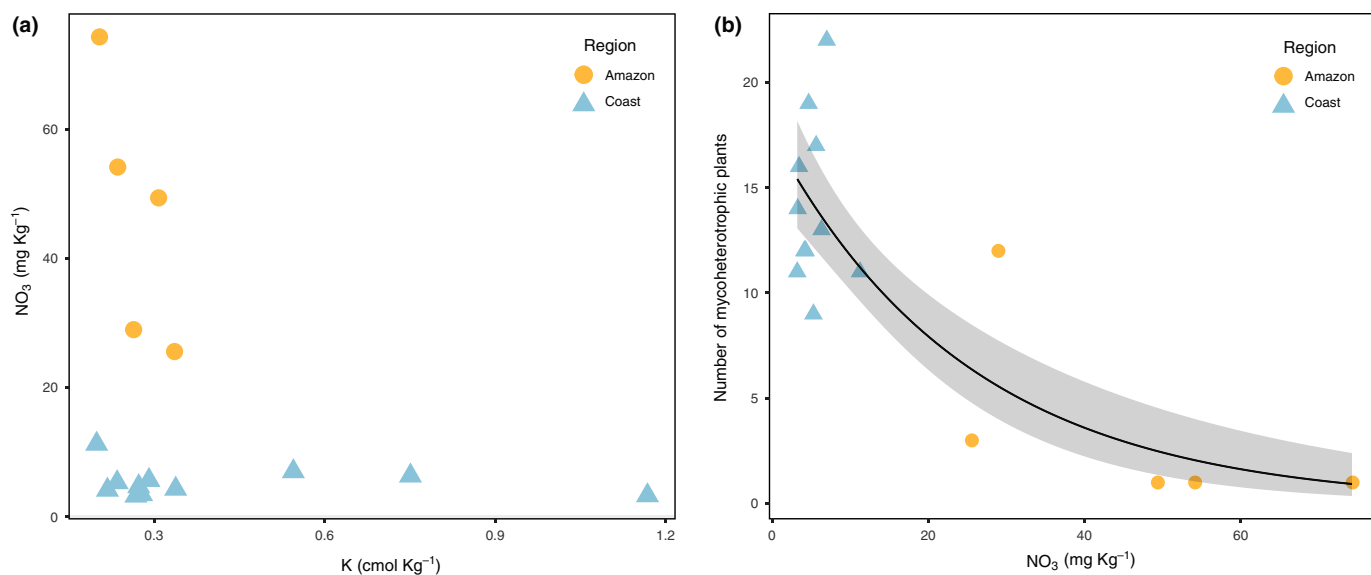 (a)
Region
Amazon
Coast
60
40
20
0
NO₃ (mg Kg⁻¹)
0.3 0.6 0.9 1.2
K (cmol Kg⁻¹)
(b)
Region
Amazon
Coast
20
15
10
5
0
Number of mycoheterotrophic plants
0 20 40 60
NO₃ (mg Kg⁻¹)